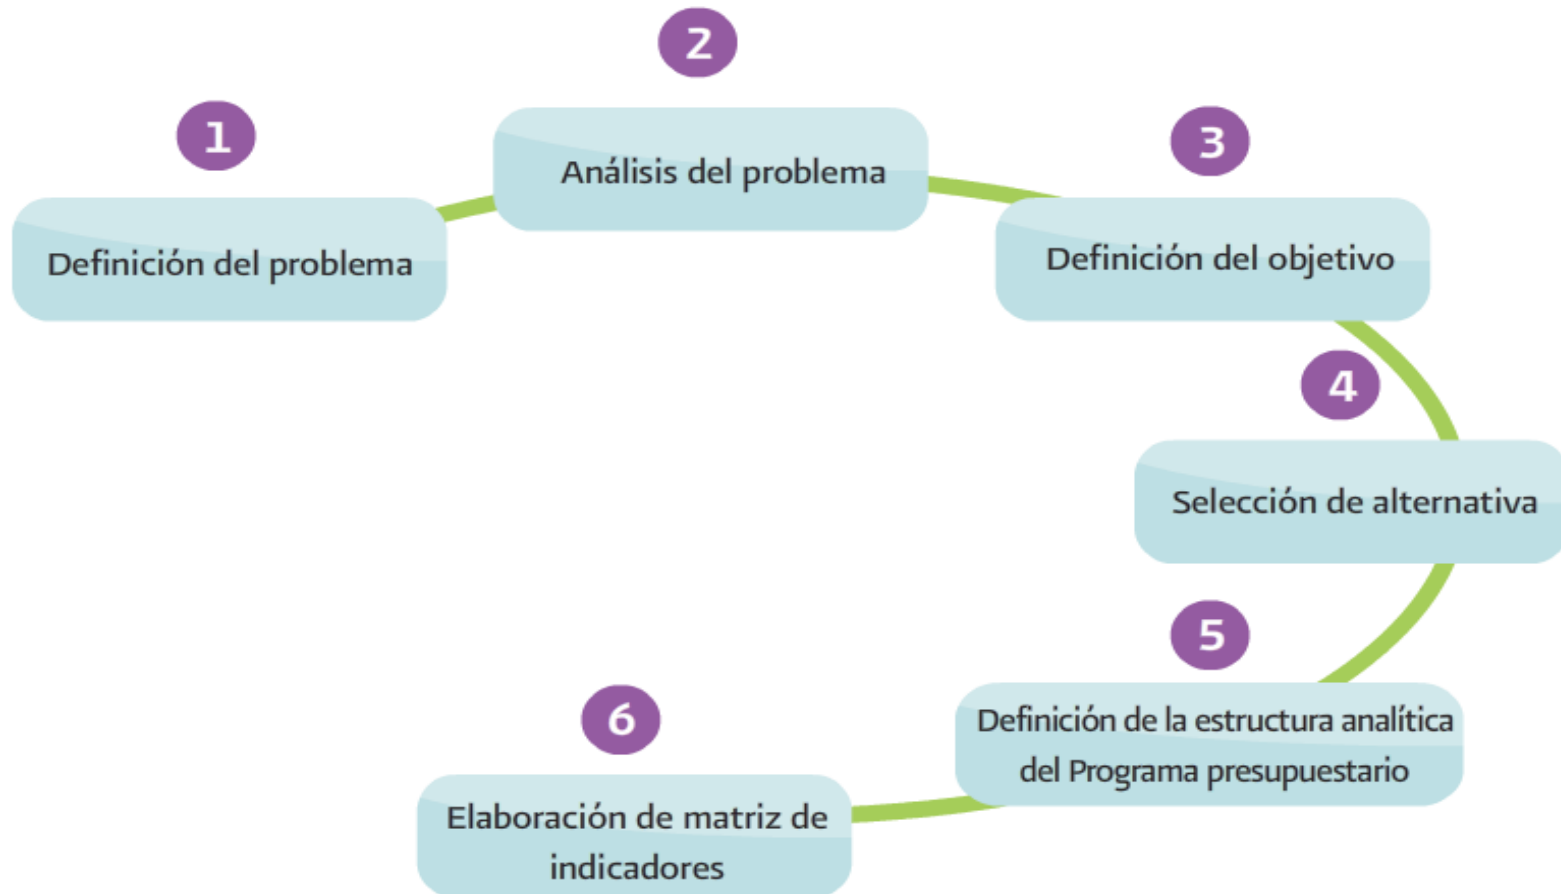 1
Definición del problema
2
Análisis del problema
3
Definición del objetivo
4
Selección de alternativa
5
Definición de la estructura analítica
del Programa presupuestario
6
Elaboración de matriz de
indicadores